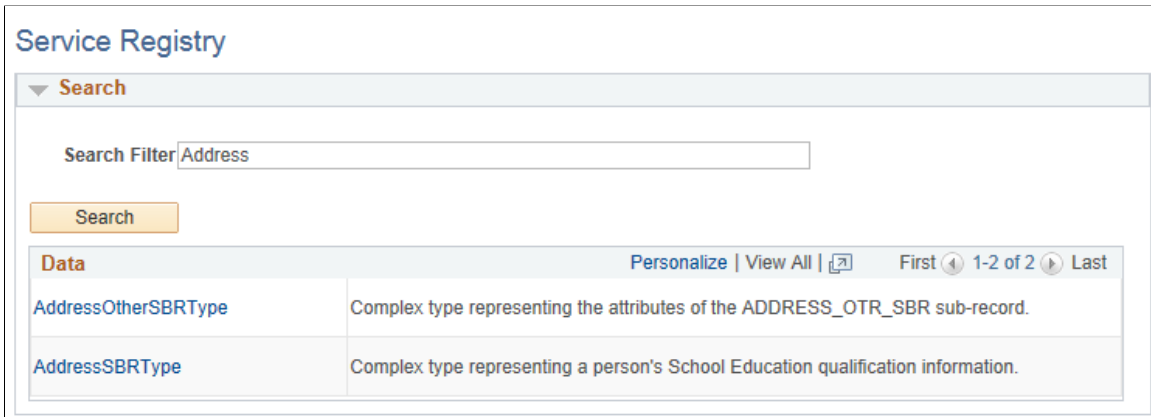 Service Registry
Search
Search Filter Address
Search
Data Personalize | View All | First 1-2 of 2 Last
AddressOtherSBRType Complex type representing the attributes of the ADDRESS_OTR_SBR sub-record.
AddressSBRType Complex type representing a person's School Education qualification information.